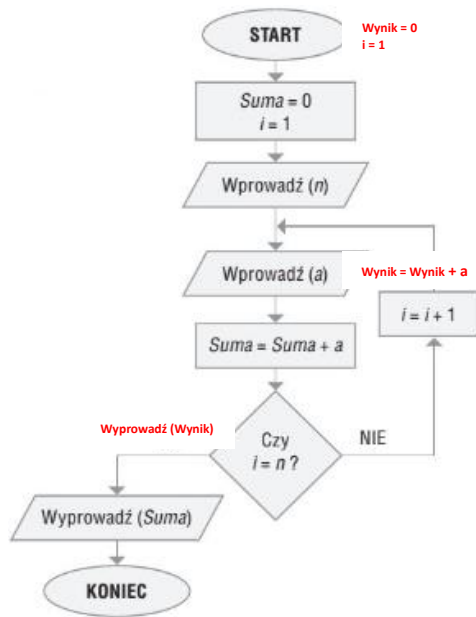 START
Wynik = 0
i = 1
Suma = 0
i = 1
Wprowadź (n)
Wprowadź (a)
Wynik = Wynik + a
i = i + 1
Suma = Suma + a
Wyprowadź (Wynik)
Czy
i = n ?
NIE
Wyprowadź (Suma)
KONIEC